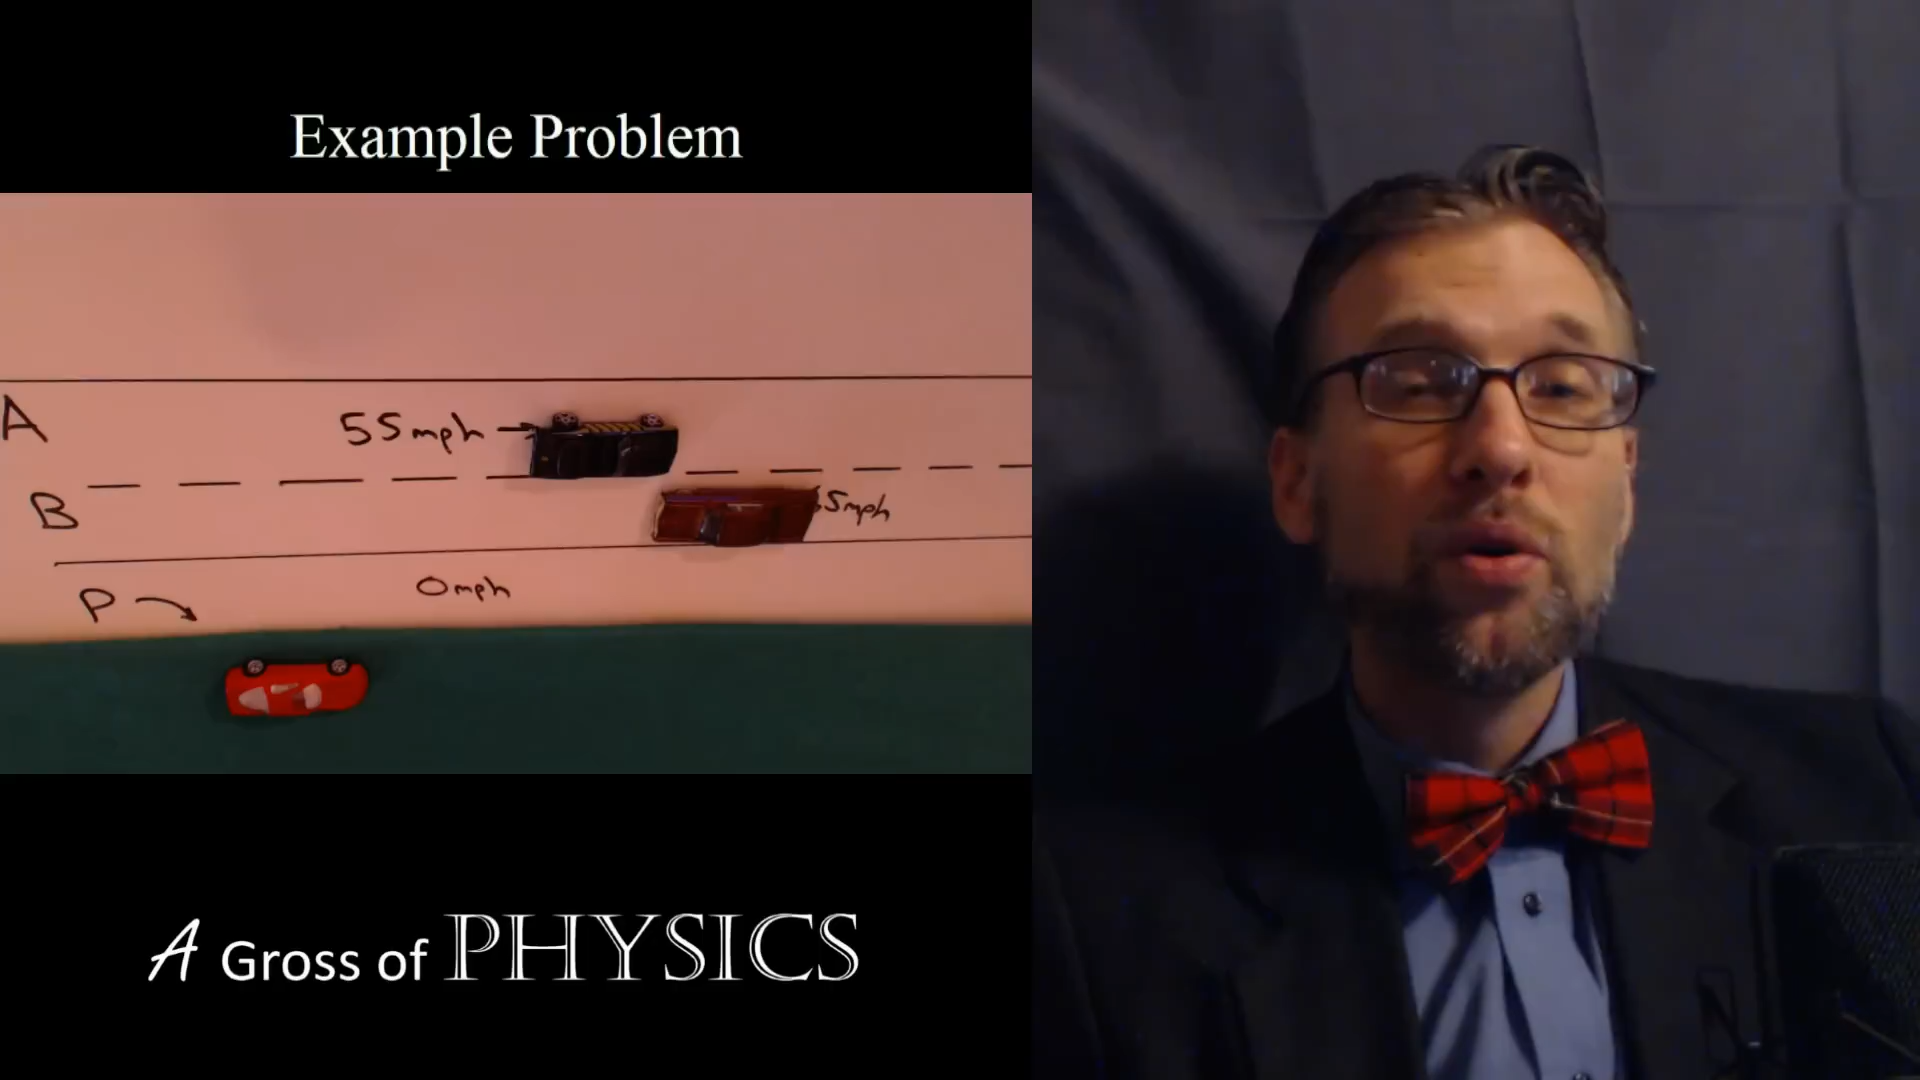 Example Problem
A
55mph
B
5mph
P
0mph
A Gross of PHYSICS